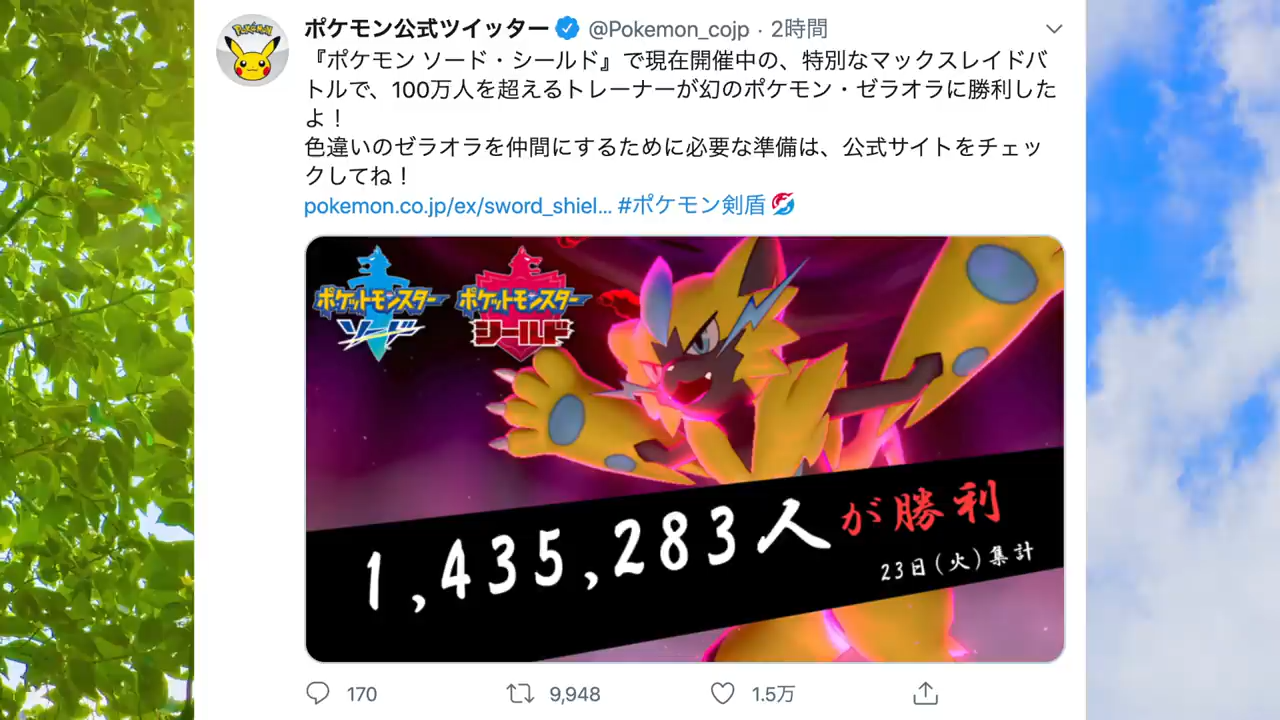 ポケモン公式ツイッター @Pokemon_cojp · 2時間
『ポケモン ソード・シールド』で現在開催中の、特別なマックスレイドバ
トルで、100万人を超えるトレーナーが幻のポケモン・ゼラオラに勝利した
よ！
色違いのゼラオラを仲間にするために必要な準備は、公式サイトをチェッ
クしてね！
pokemon.co.jp/ex/sword_shiel... #ポケモン剣盾
ポケットモンスター
ソード
ポケットモンスター
シールド
1,435,283人が勝利
23日(火)集計
170 9,948 1.5万